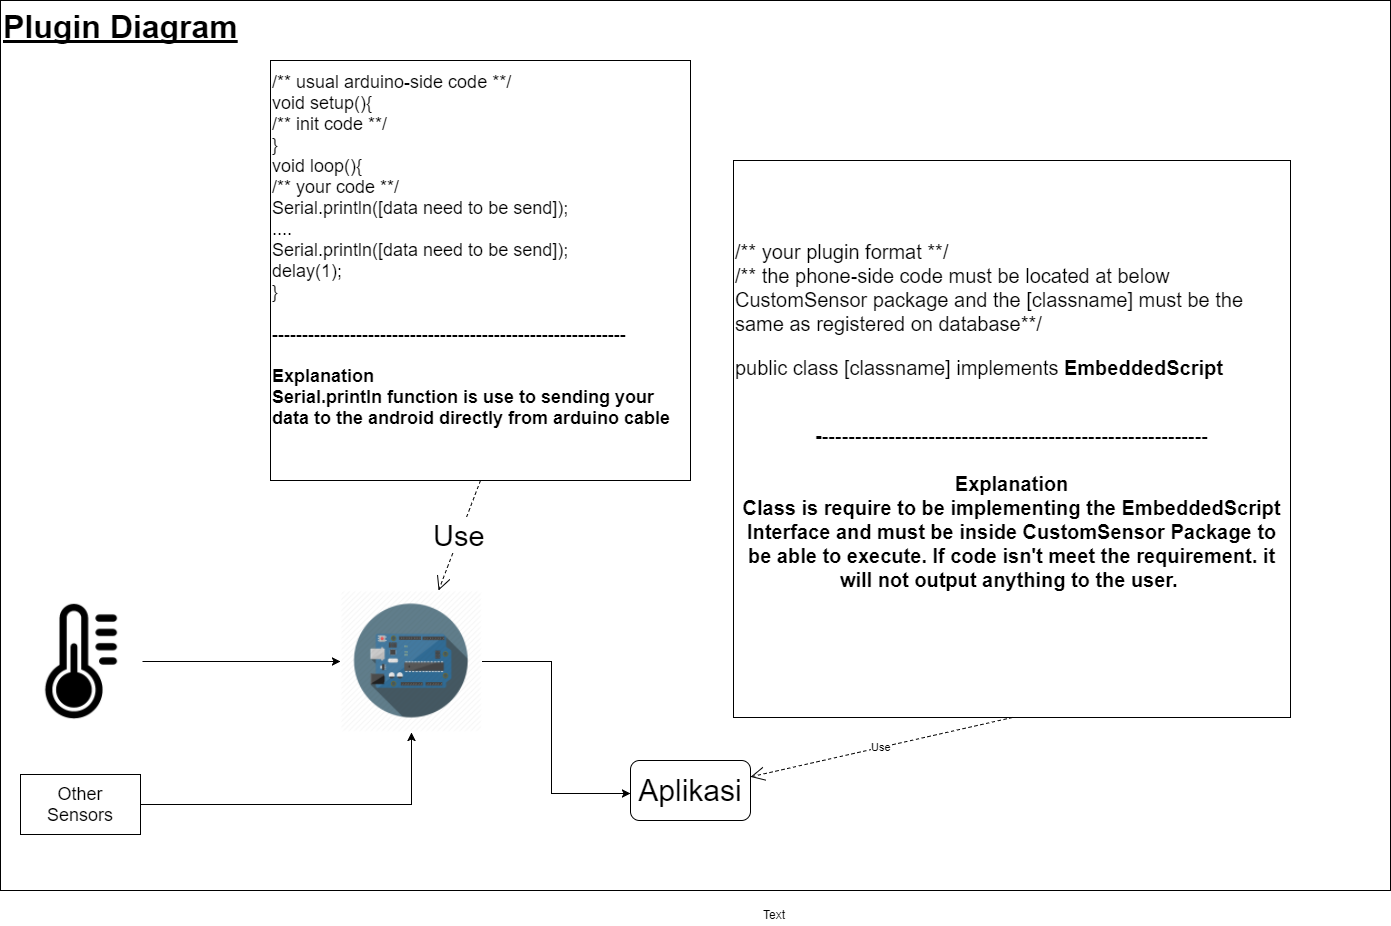 Plugin Diagram
/** usual arduino-side code **/
void setup(){
/** init code **/
}
void loop(){
/** your code **/
Serial.println([data need to be send]);
....
Serial.println([data need to be send]);
delay(1);
}
-----------------------------------------------------------
Explanation
Serial.println function is use to sending your
data to the android directly from arduino cable
/** your plugin format **/
/** the phone-side code must be located at below
CustomSensor package and the [classname] must be the
same as registered on database**/
public class [classname] implements EmbeddedScript
-----------------------------------------------------------
Explanation
Class is require to be implementing the EmbeddedScript
Interface and must be inside CustomSensor Package to
be able to execute. If code isn't meet the requirement. it
will not output anything to the user.
Use
Use
Other
Sensors
Aplikasi
Text